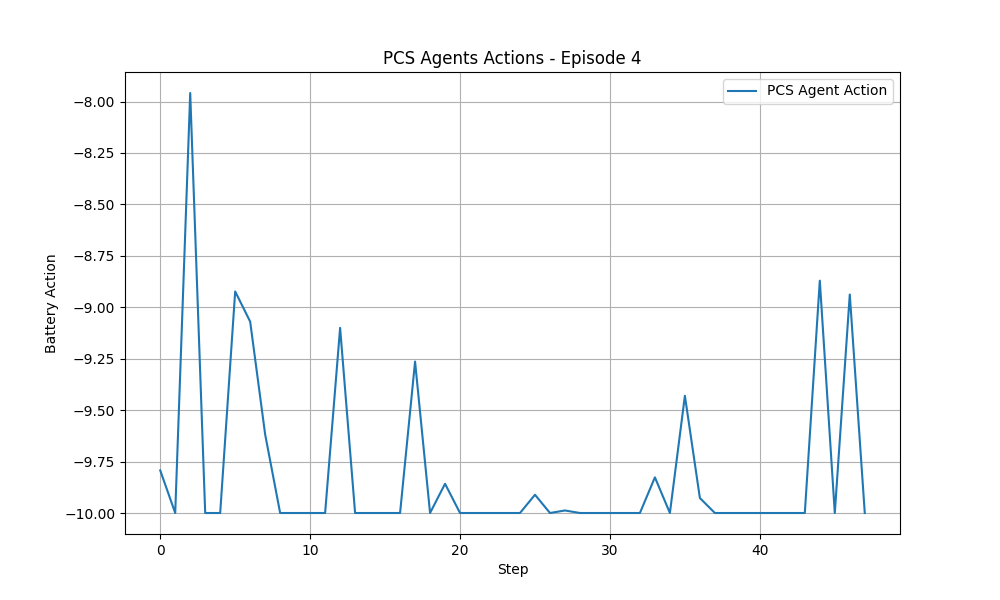 PCS Agents Actions - Episode 4
PCS Agent Action
−8.00
−8.25
−8.50
−8.75
−9.00
−9.25
−9.50
−9.75
−10.00
Battery Action
0 10 20 30 40
Step